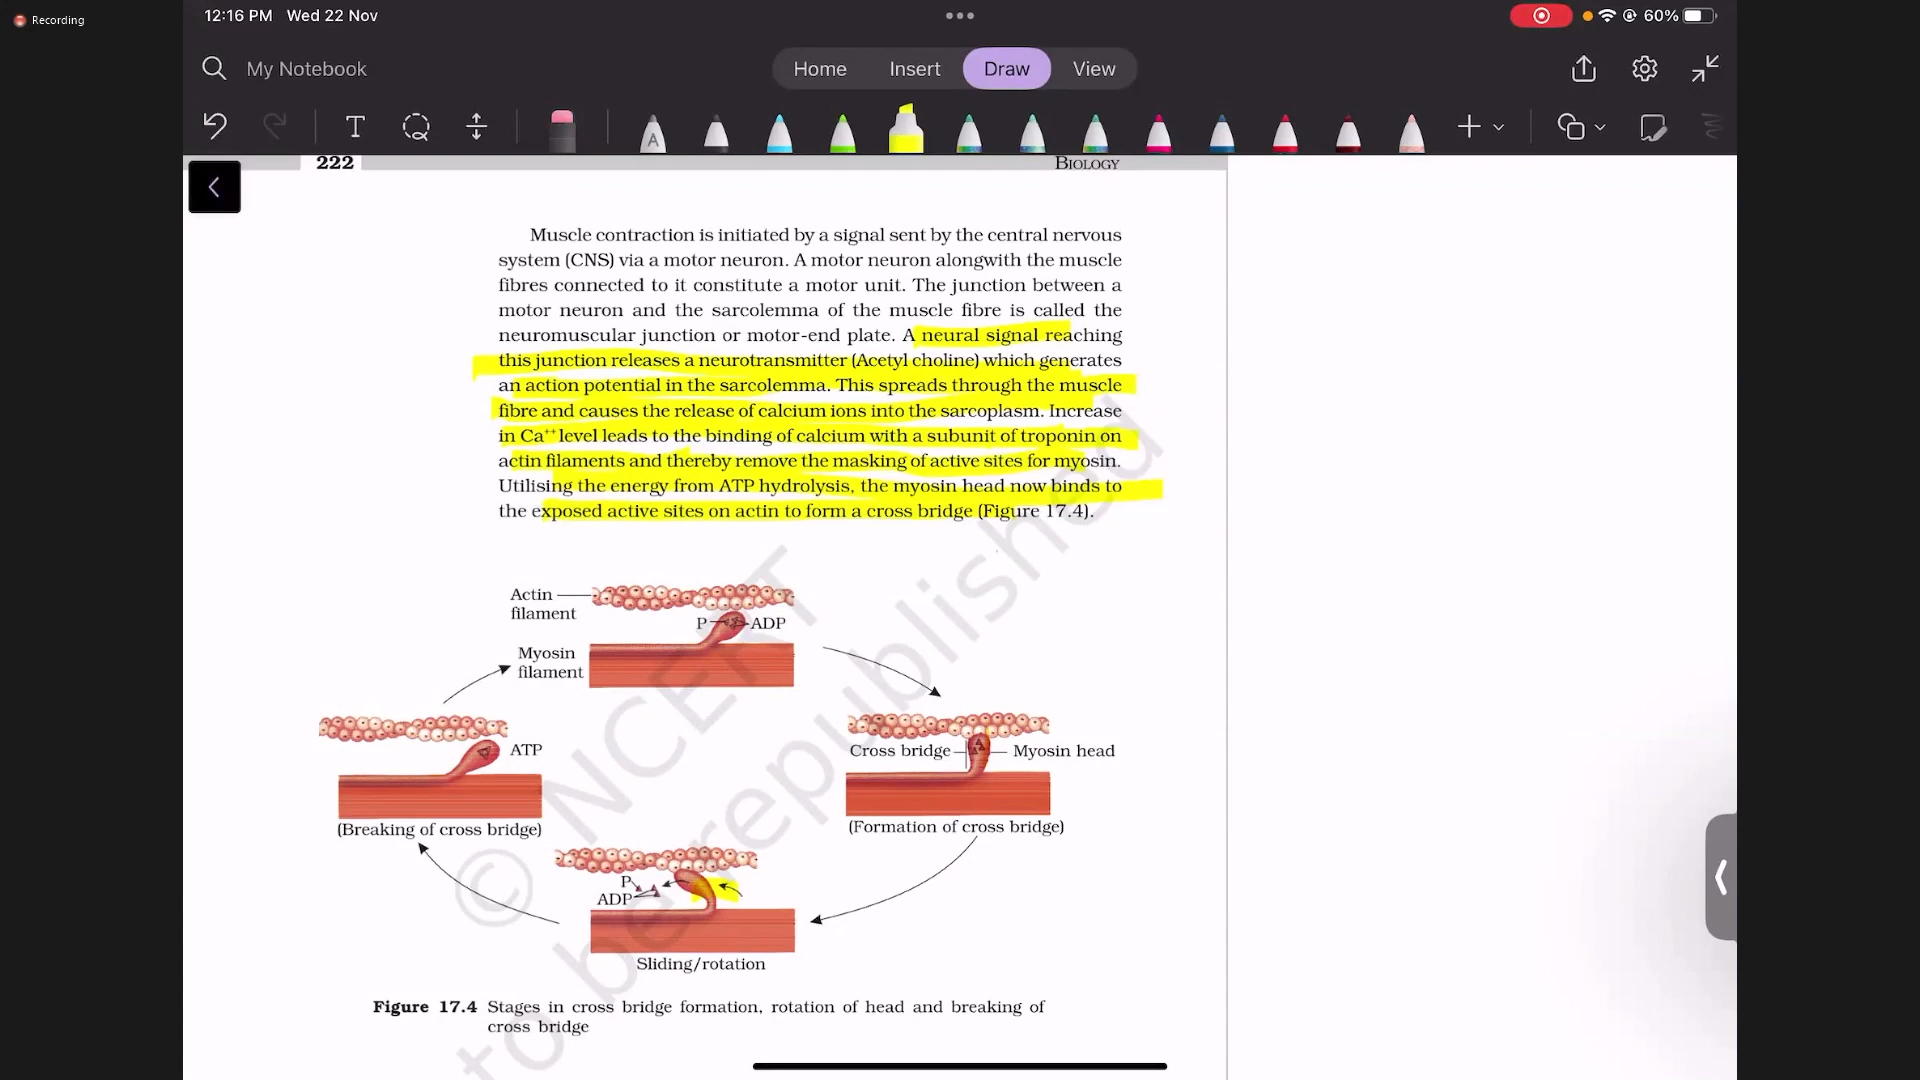 Recording
12:16 PM Wed 22 Nov
60%
My Notebook
Home Insert Draw View
T
A
222
BIOLOGY
Muscle contraction is initiated by a signal sent by the central nervous
system (CNS) via a motor neuron. A motor neuron alongwith the muscle
fibres connected to it constitute a motor unit. The junction between a
motor neuron and the sarcolemma of the muscle fibre is called the
neuromuscular junction or motor-end plate. A neural signal reaching
this junction releases a neurotransmitter (Acetyl choline) which generates
an action potential in the sarcolemma. This spreads through the muscle
fibre and causes the release of calcium ions into the sarcoplasm. Increase
in Ca⁺⁺ level leads to the binding of calcium with a subunit of troponin on
actin filaments and thereby remove the masking of active sites for myosin.
Utilising the energy from ATP hydrolysis, the myosin head now binds to
the exposed active sites on actin to form a cross bridge (Figure 17.4).
Actin
filament
P ADP
Myosin
filament
ATP
(Breaking of cross bridge)
Cross bridge Myosin head
(Formation of cross bridge)
P
ADP
Sliding/rotation
Figure 17.4 Stages in cross bridge formation, rotation of head and breaking of
cross bridge
© NCERT
to be republished